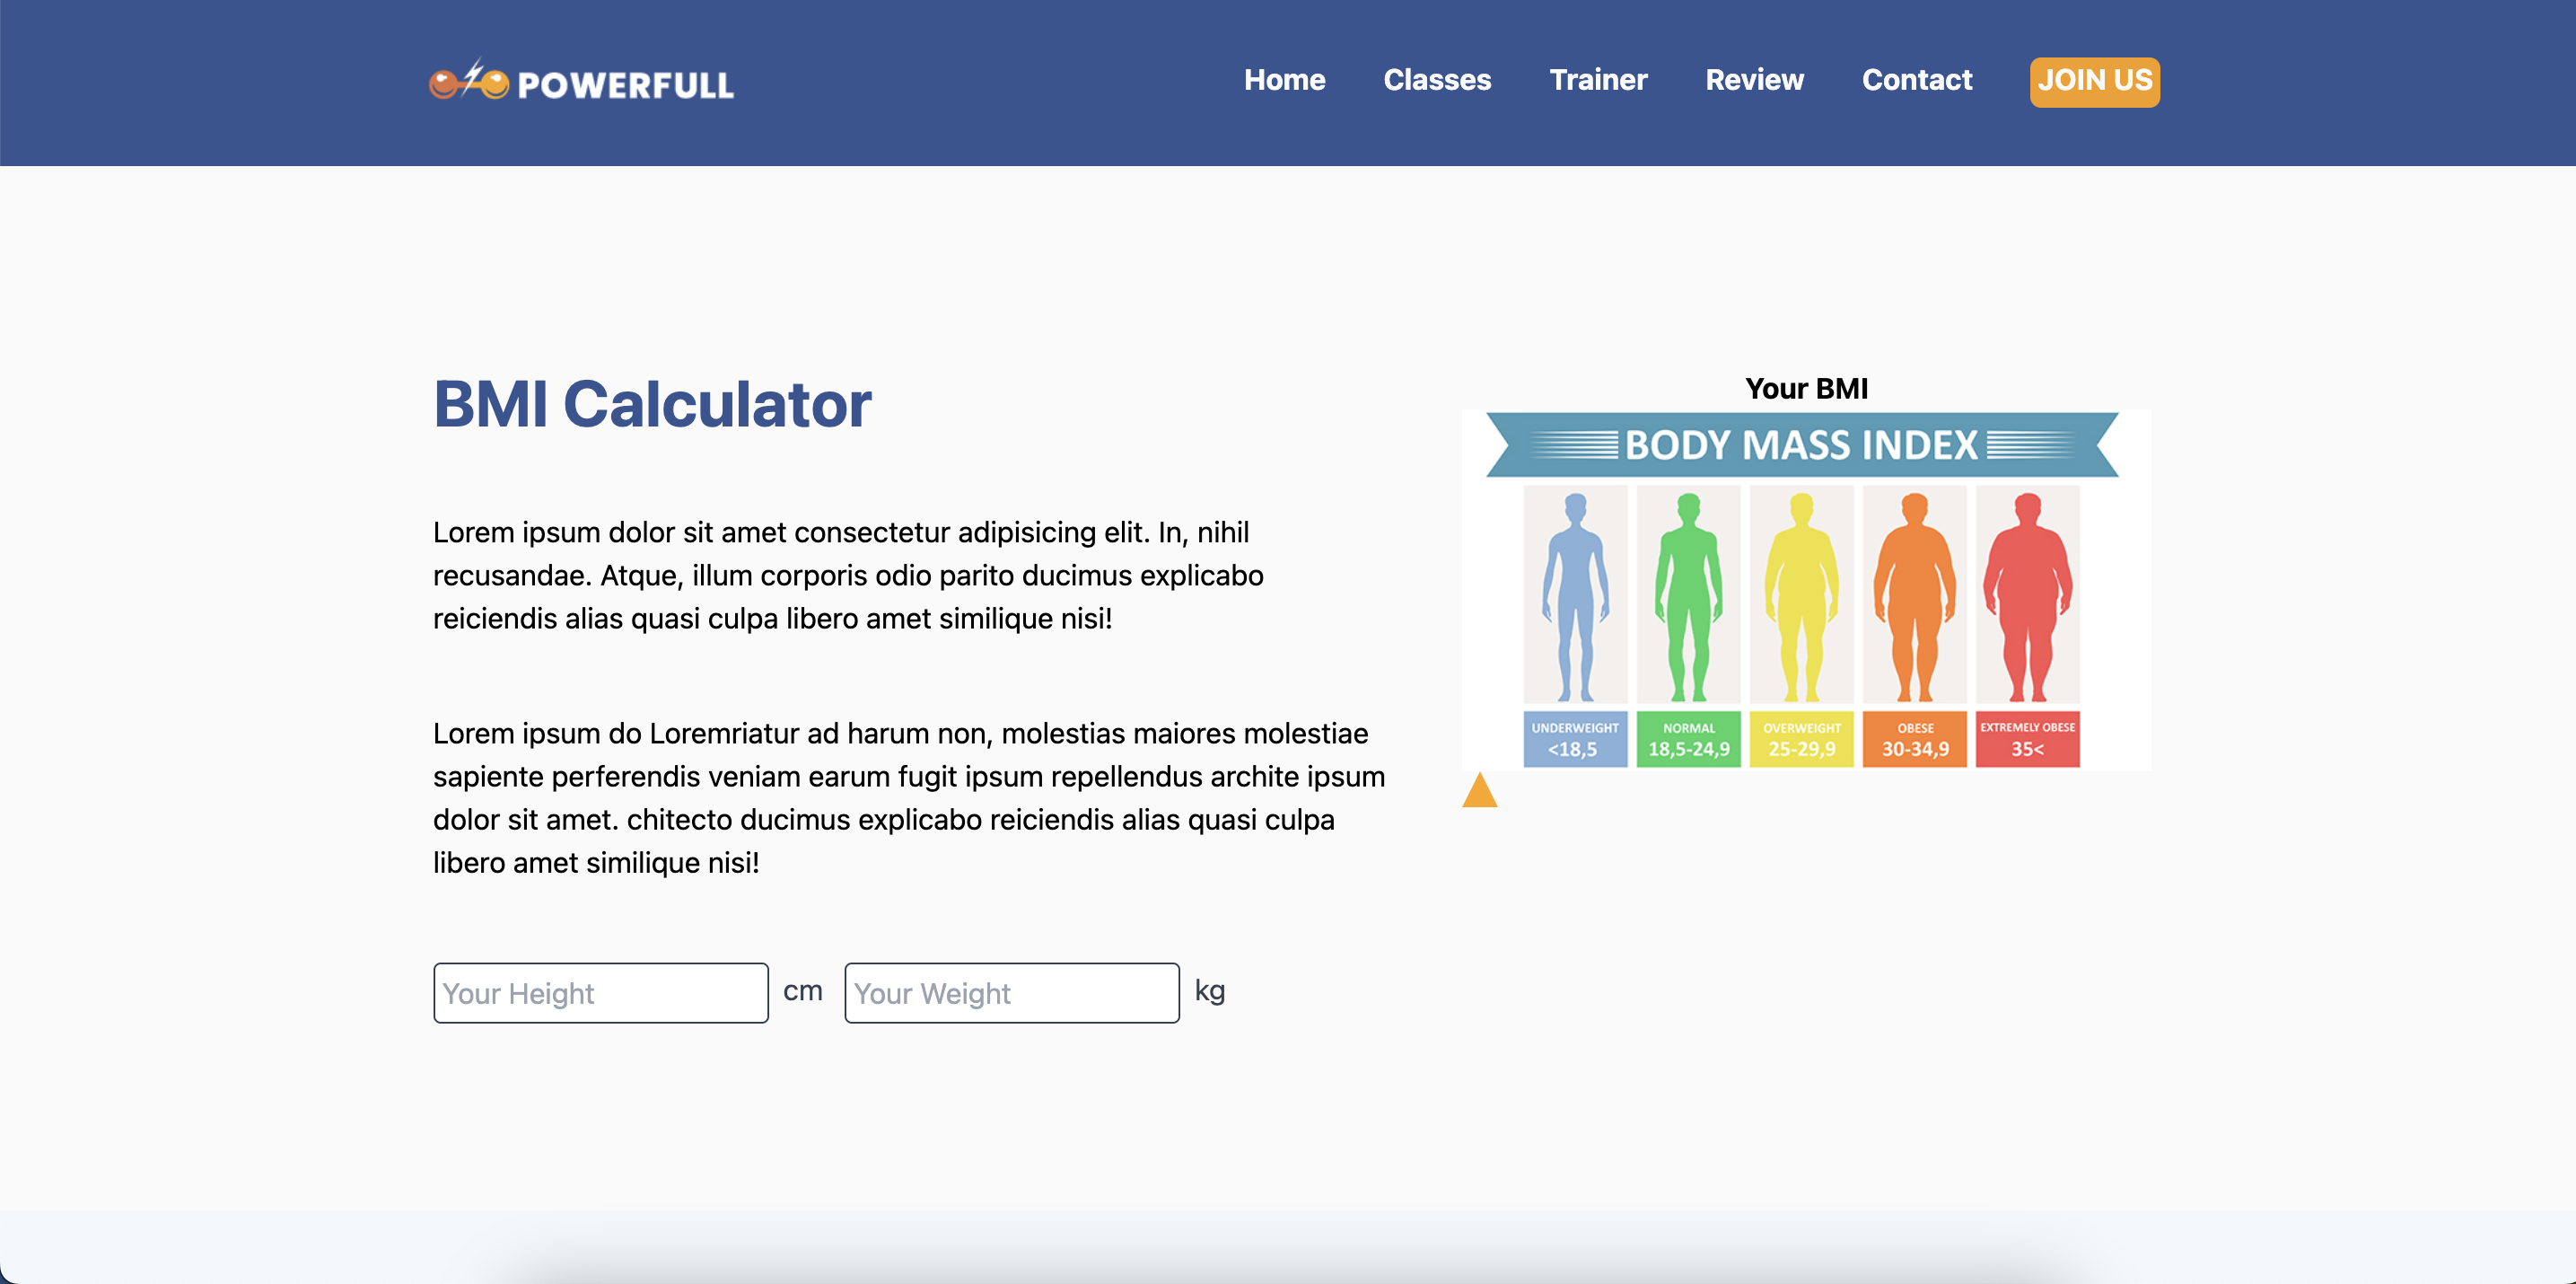 POWERFULL
Home Classes Trainer Review Contact JOIN US
BMI Calculator
Lorem ipsum dolor sit amet consectetur adipisicing elit. In, nihil
recusandae. Atque, illum corporis odio parito ducimus explicabo
reiciendis alias quasi culpa libero amet similique nisi!
Lorem ipsum do Loremriatur ad harum non, molestias maiores molestiae
sapiente perferendis veniam earum fugit ipsum repellendus archite ipsum
dolor sit amet. chitecto ducimus explicabo reiciendis alias quasi culpa
libero amet similique nisi!
Your Height cm Your Weight kg
Your BMI
BODY MASS INDEX
UNDERWEIGHT NORMAL OVERWEIGHT OBESE EXTREMELY OBESE
<18,5 18,5-24,9 25-29,9 30-34,9 35<